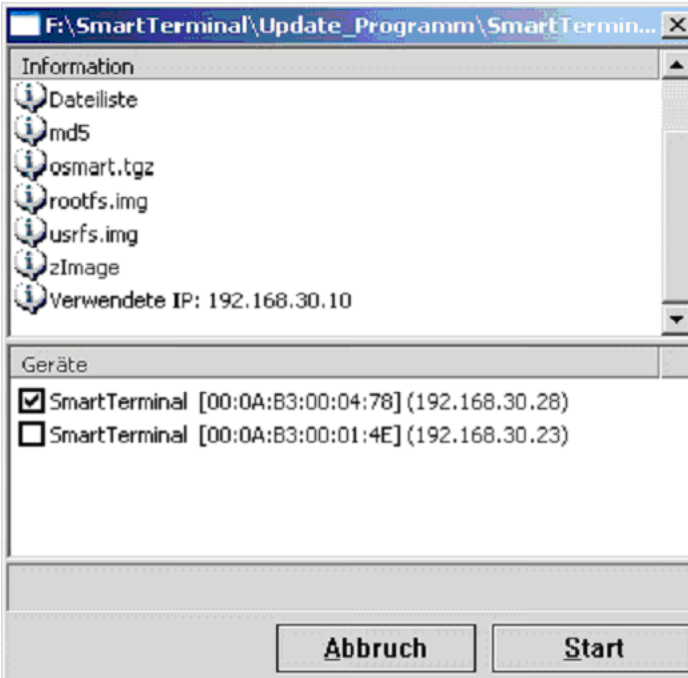 F:\SmartTerminal\Update_Programm\SmartTermin...
Information
Dateiliste
md5
osmart.tgz
rootfs.img
usrfs.img
zImage
Verwendete IP: 192.168.30.10
Geräte
SmartTerminal [00:0A:B3:00:04:78] (192.168.30.28)
SmartTerminal [00:0A:B3:00:01:4E] (192.168.30.23)
Abbruch
Start